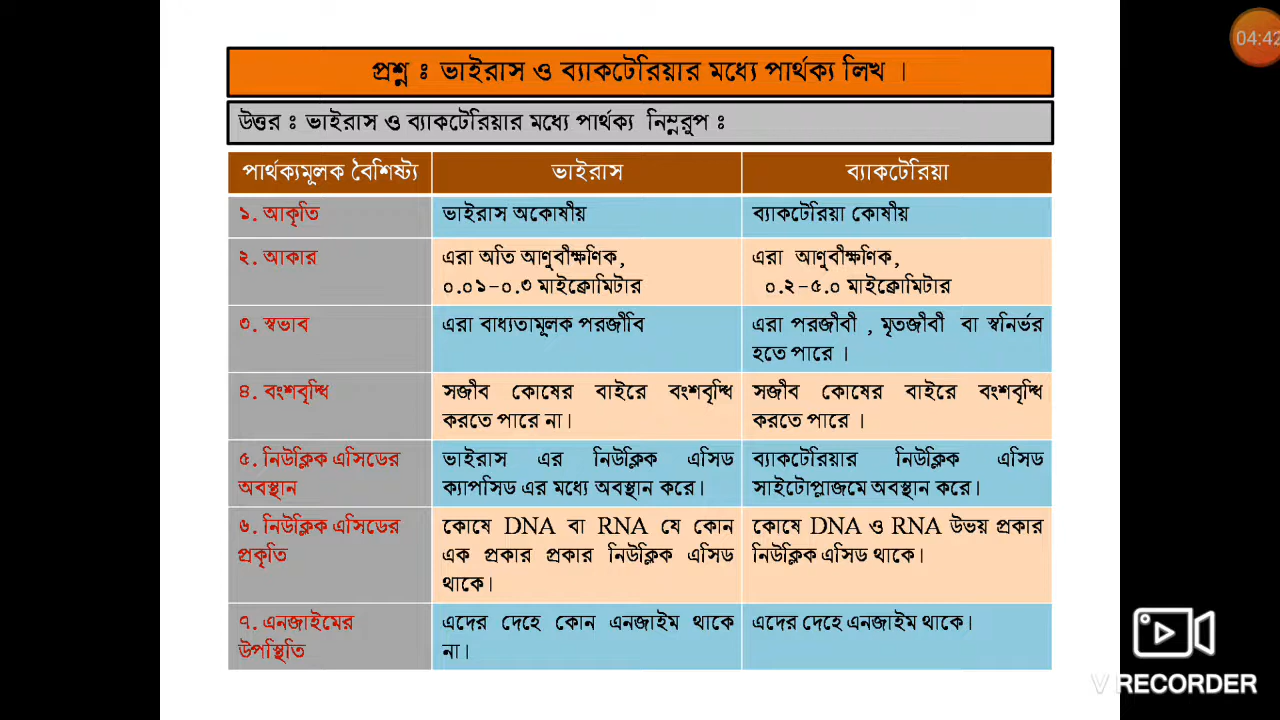 04:42
প্রশ্ন ঃ ভাইরাস ও ব্যাকটেরিয়ার মধ্যে পার্থক্য লিখ ।
উত্তর ঃ ভাইরাস ও ব্যাকটেরিয়ার মধ্যে পার্থক্য নিম্নরুপ ঃ
পার্থক্যমূলক বৈশিষ্ট্য ভাইরাস ব্যাকটেরিয়া
১. আকৃতি ভাইরাস অকোষীয় ব্যাকটেরিয়া কোষীয়
২. আকার এরা অতি আণুবীক্ষণিক, এরা আণুবীক্ষণিক,
০.০১-০.৩ মাইক্রোমিটার ০.২-৫.০ মাইক্রোমিটার
৩. স্বভাব এরা বাধ্যতামূলক পরজীবি এরা পরজীবী , মৃতজীবী বা স্বনির্ভর
হতে পারে ।
৪. বংশবৃদ্ধি সজীব কোষের বাইরে বংশবৃদ্ধি সজীব কোষের বাইরে বংশবৃদ্ধি
করতে পারে না। করতে পারে ।
৫. নিউক্লিক এসিডের ভাইরাস এর নিউক্লিক এসিড ব্যাকটেরিয়ার নিউক্লিক এসিড
অবস্থান ক্যাপসিড এর মধ্যে অবস্থান করে। সাইটোপ্লাজমে অবস্থান করে।
৬. নিউক্লিক এসিডের কোষে DNA বা RNA যে কোন কোষে DNA ও RNA উভয় প্রকার
প্রকৃতি এক প্রকার প্রকার নিউক্লিক এসিড নিউক্লিক এসিড থাকে।
থাকে।
৭. এনজাইমের এদের দেহে কোন এনজাইম থাকে এদের দেহে এনজাইম থাকে।
উপস্থিতি না।
V RECORDER